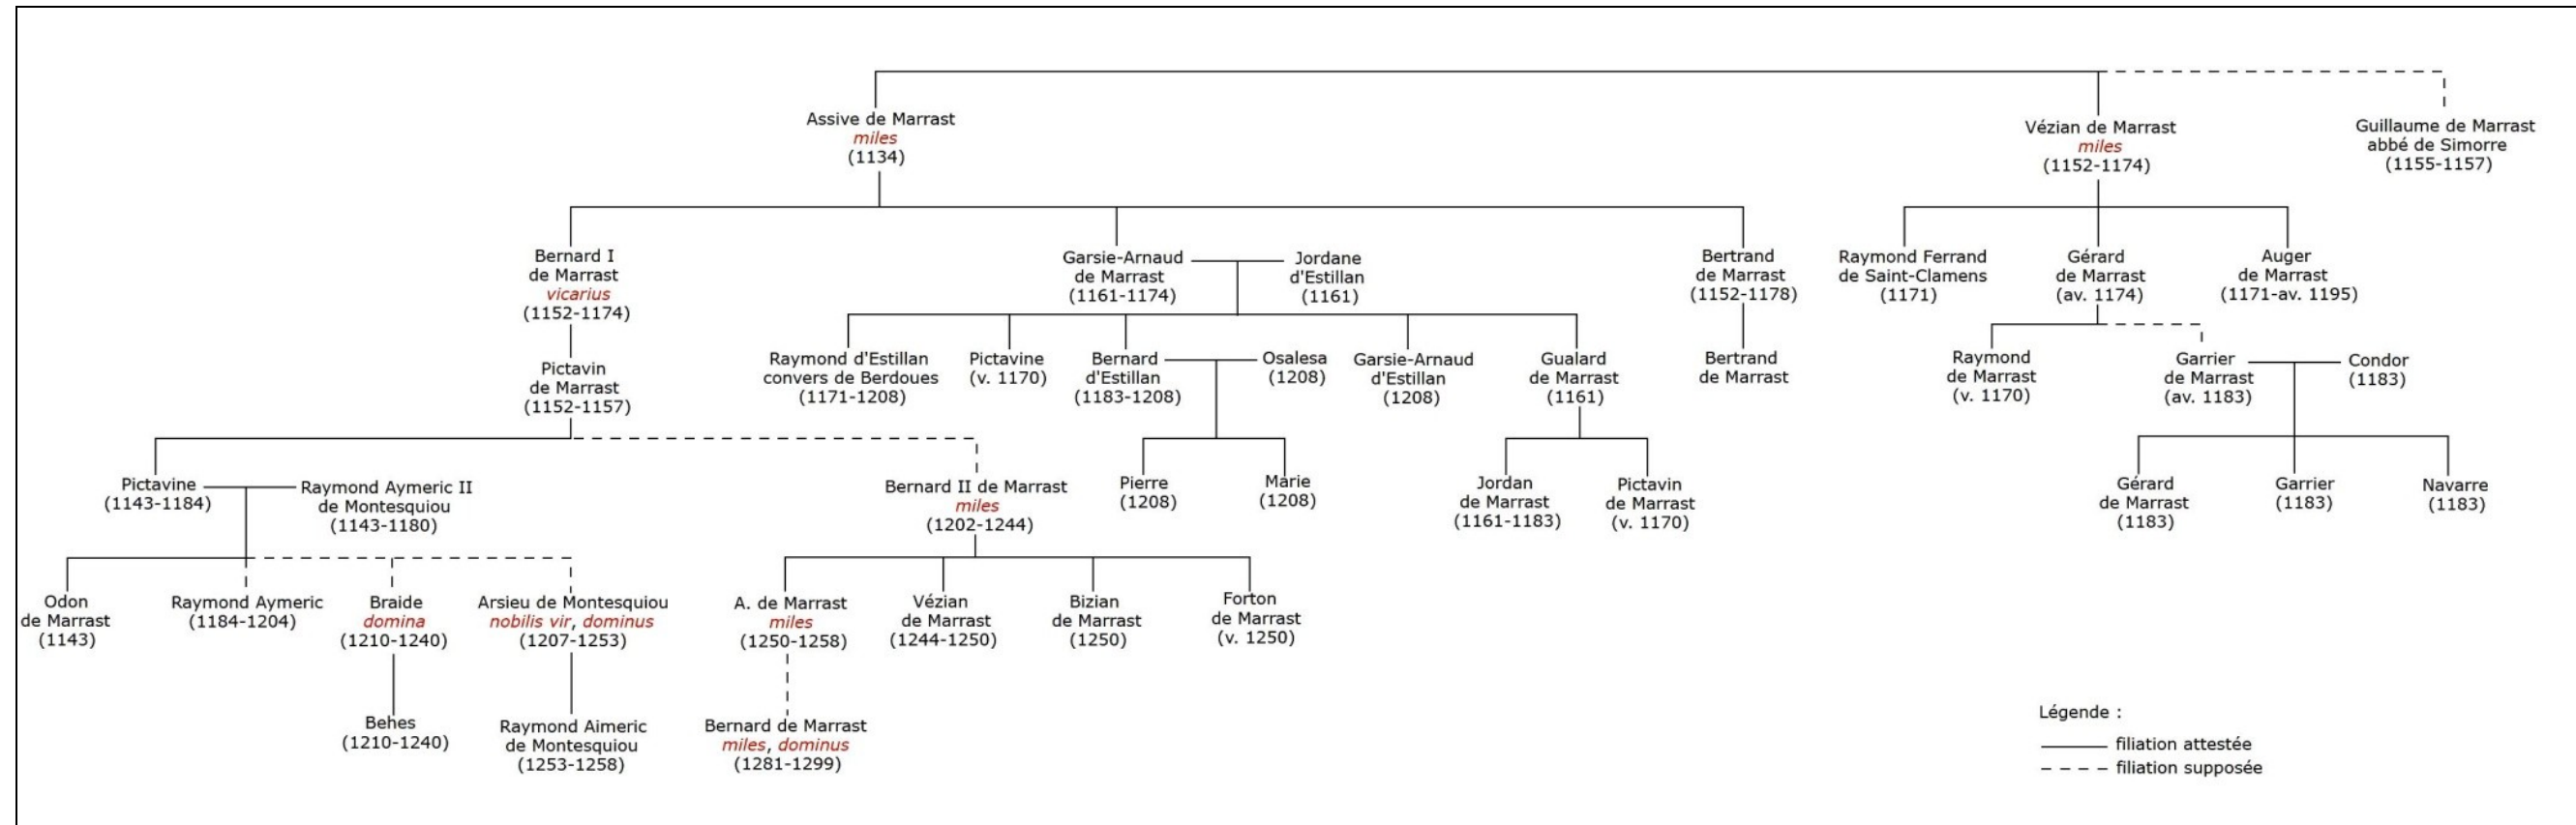 Assive de Marrast
miles
(1134)
Vézian de Marrast
miles
(1152-1174)
Guillaume de Marrast
abbé de Simorre
(1155-1157)
Bernard I
de Marrast
vicarius
(1152-1174)
Garsie-Arnaud
de Marrast
(1161-1174)
Jordane
d'Estillan
(1161)
Bertrand
de Marrast
(1152-1178)
Raymond Ferrand
de Saint-Clamens
(1171)
Gérard
de Marrast
(av. 1174)
Auger
de Marrast
(1171-av. 1195)
Pictavin
de Marrast
(1152-1157)
Raymond d'Estillan
convers de Berdoues
(1171-1208)
Pictavine
(v. 1170)
Bernard
d'Estillan
(1183-1208)
Osalesa
(1208)
Garsie-Arnaud
d'Estillan
(1208)
Gualard
de Marrast
(1161)
Bertrand
de Marrast
Raymond
de Marrast
(v. 1170)
Garrier
de Marrast
(av. 1183)
Condor
(1183)
Pictavine
(1143-1184)
Raymond Aymeric II
de Montesquiou
(1143-1180)
Bernard II de Marrast
miles
(1202-1244)
Pierre
(1208)
Marie
(1208)
Jordan
de Marrast
(1161-1183)
Pictavin
de Marrast
(v. 1170)
Gérard
de Marrast
(1183)
Garrier
(1183)
Navarre
(1183)
Odon
de Marrast
(1143)
Raymond Aymeric
(1184-1204)
Braide
domina
(1210-1240)
Arsieu de Montesquiou
nobilis vir, dominus
(1207-1253)
A. de Marrast
miles
(1250-1258)
Vézian
de Marrast
(1244-1250)
Bizian
de Marrast
(1250)
Forton
de Marrast
(v. 1250)
Behes
(1210-1240)
Raymond Aimeric
de Montesquiou
(1253-1258)
Bernard de Marrast
miles, dominus
(1281-1299)
Légende :
filiation attestée
filiation supposée